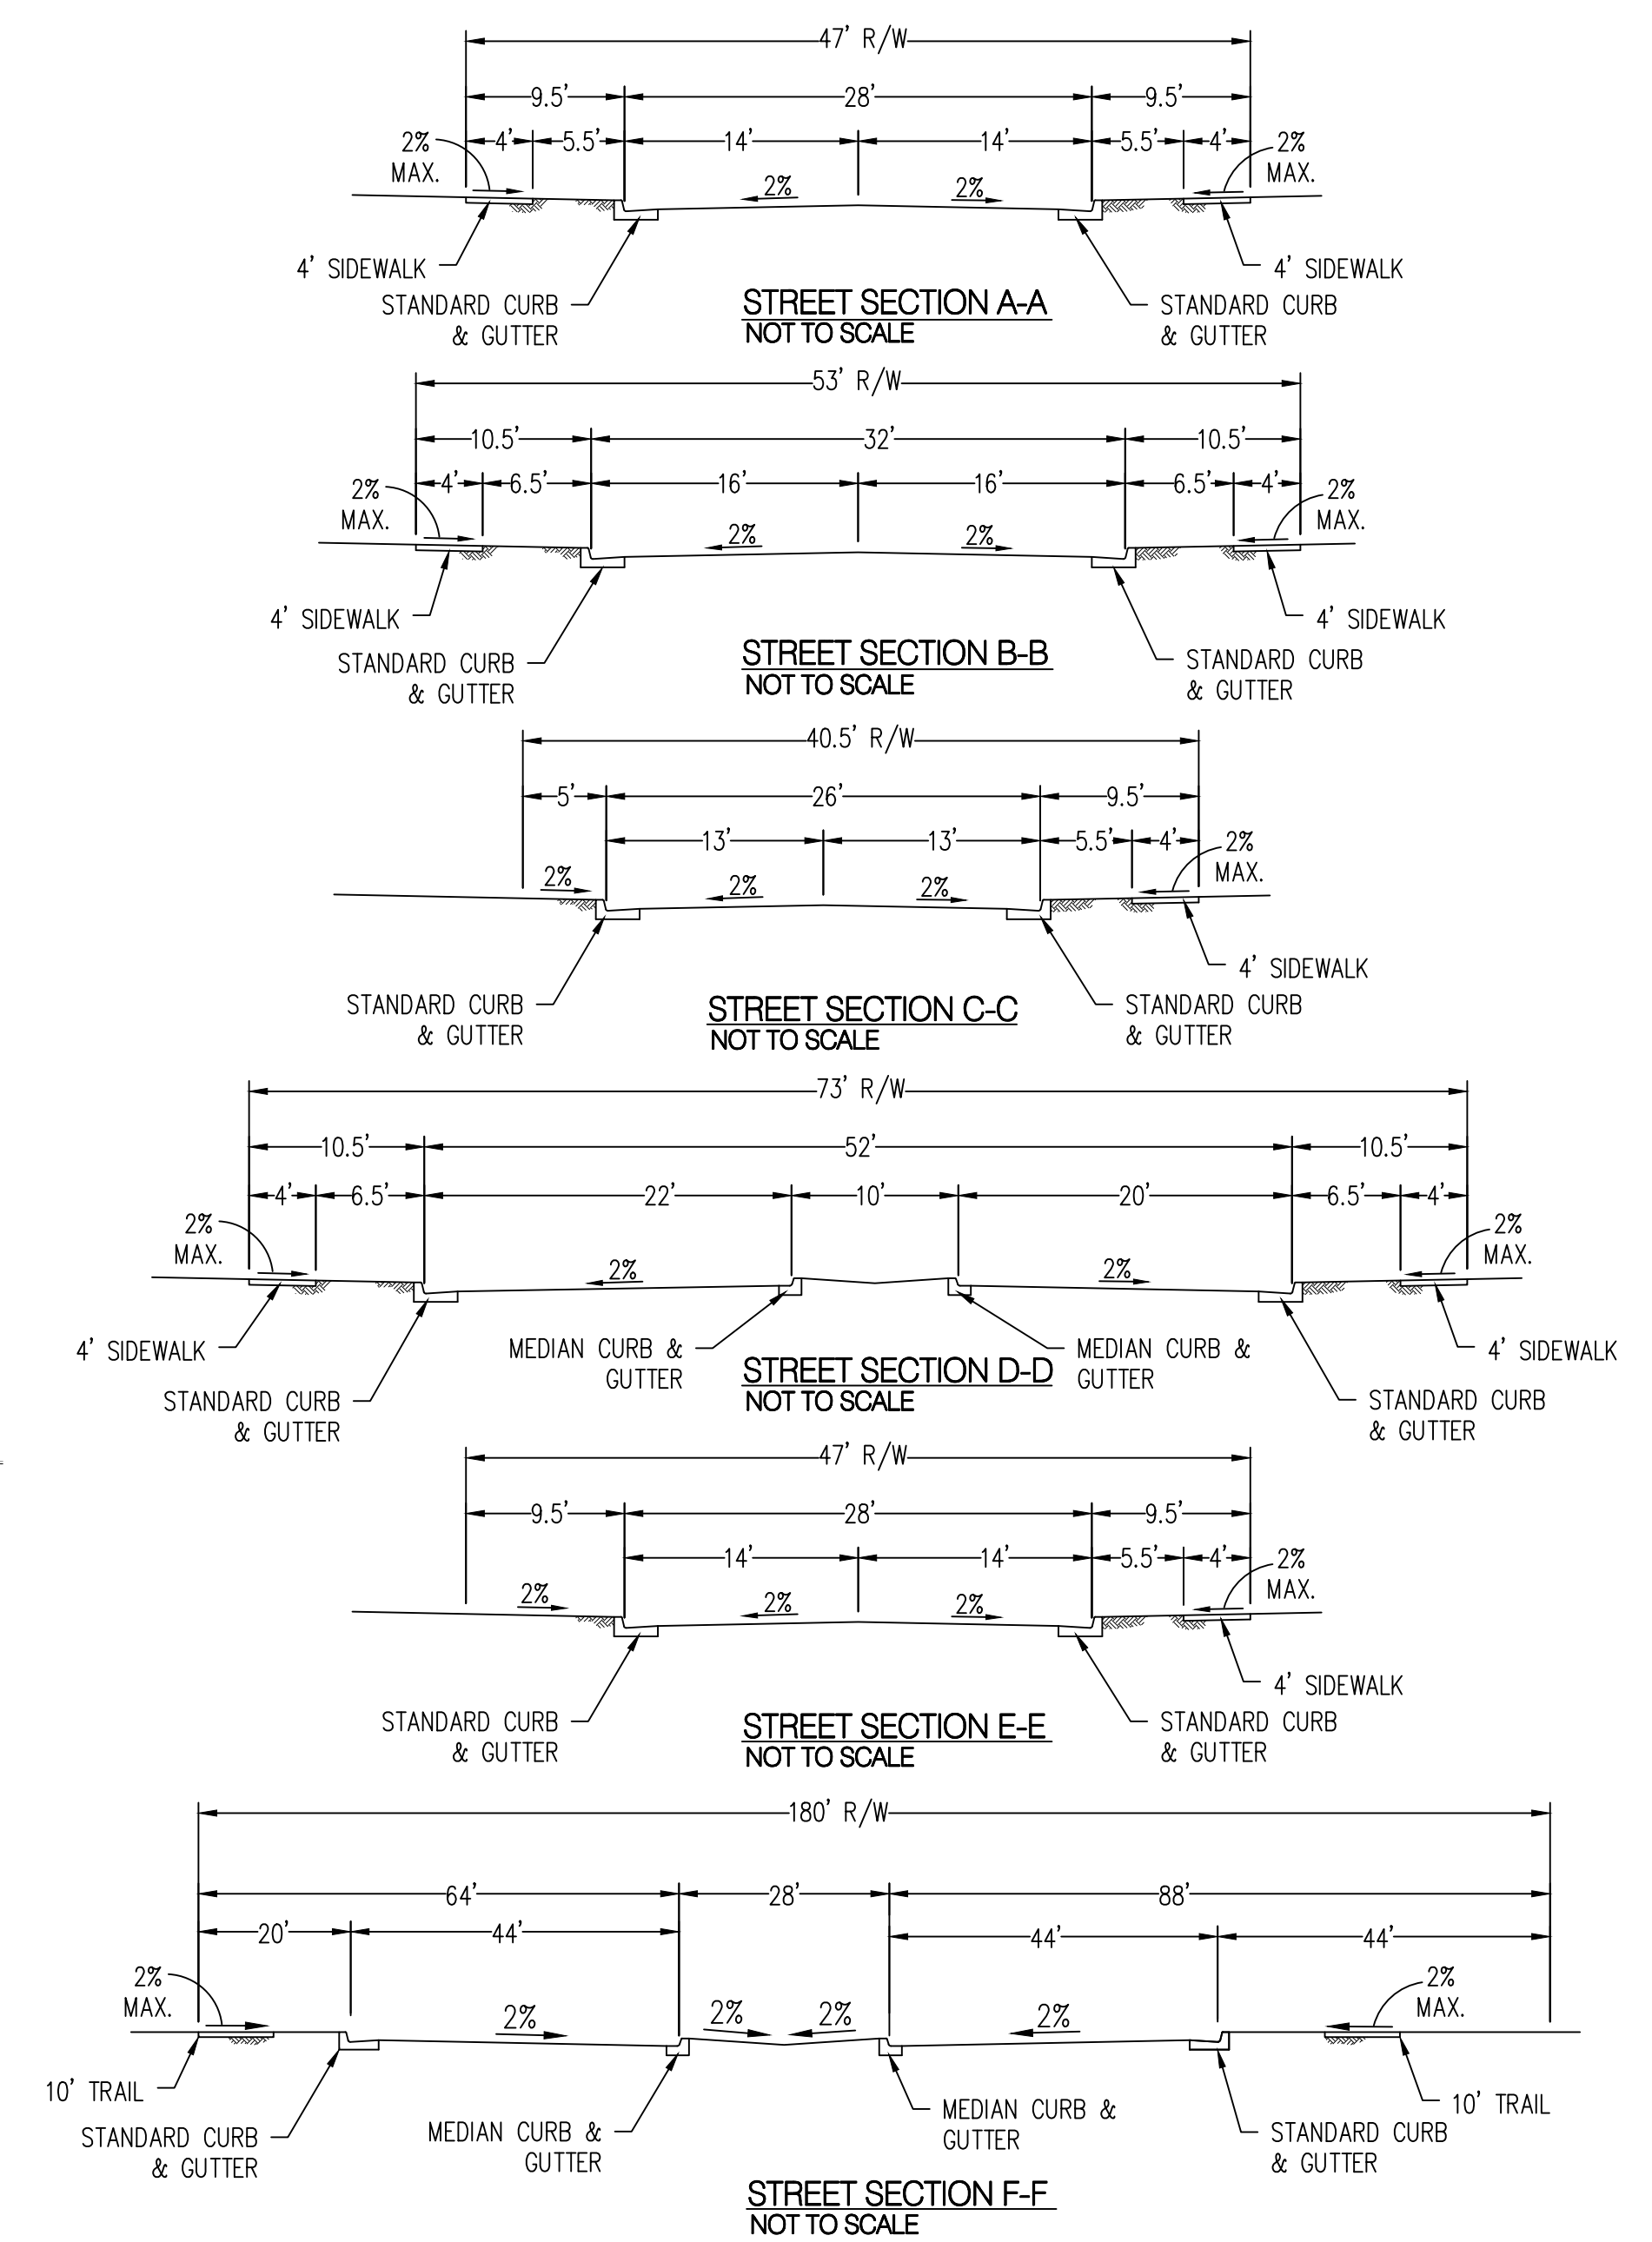 47' R/W
9.5' 28' 9.5'
2% 4' 5.5' 14' 14' 5.5' 4' 2%
MAX. MAX.
2% 2%
4' SIDEWALK 4' SIDEWALK
STANDARD CURB STREET SECTION A-A STANDARD CURB
& GUTTER NOT TO SCALE & GUTTER
53' R/W
10.5' 32' 10.5'
2% 4' 6.5' 16' 16' 6.5' 4' 2%
MAX. MAX.
2% 2%
4' SIDEWALK 4' SIDEWALK
STANDARD CURB STREET SECTION B-B STANDARD CURB
& GUTTER NOT TO SCALE & GUTTER
40.5' R/W
5' 26' 9.5'
13' 13' 5.5' 4' 2%
MAX.
2% 2% 2%
4' SIDEWALK
STANDARD CURB STREET SECTION C-C STANDARD CURB
& GUTTER NOT TO SCALE & GUTTER
73' R/W
10.5' 52' 10.5'
4' 6.5' 22' 10' 20' 6.5' 4'
2% 2%
MAX. MAX.
2% 2%
4' SIDEWALK MEDIAN CURB & MEDIAN CURB & 4' SIDEWALK
GUTTER STREET SECTION D-D GUTTER
STANDARD CURB NOT TO SCALE STANDARD CURB
& GUTTER & GUTTER
47' R/W
9.5' 28' 9.5'
14' 14' 5.5' 4' 2%
MAX.
2% 2% 2%
4' SIDEWALK
STANDARD CURB STREET SECTION E-E STANDARD CURB
& GUTTER NOT TO SCALE & GUTTER
180' R/W
64' 28' 88'
20' 44' 44' 44'
2% 2%
MAX. MAX.
2% 2% 2% 2%
10' TRAIL 10' TRAIL
STANDARD CURB MEDIAN CURB & MEDIAN CURB & STANDARD CURB
& GUTTER GUTTER GUTTER & GUTTER
STREET SECTION F-F
NOT TO SCALE